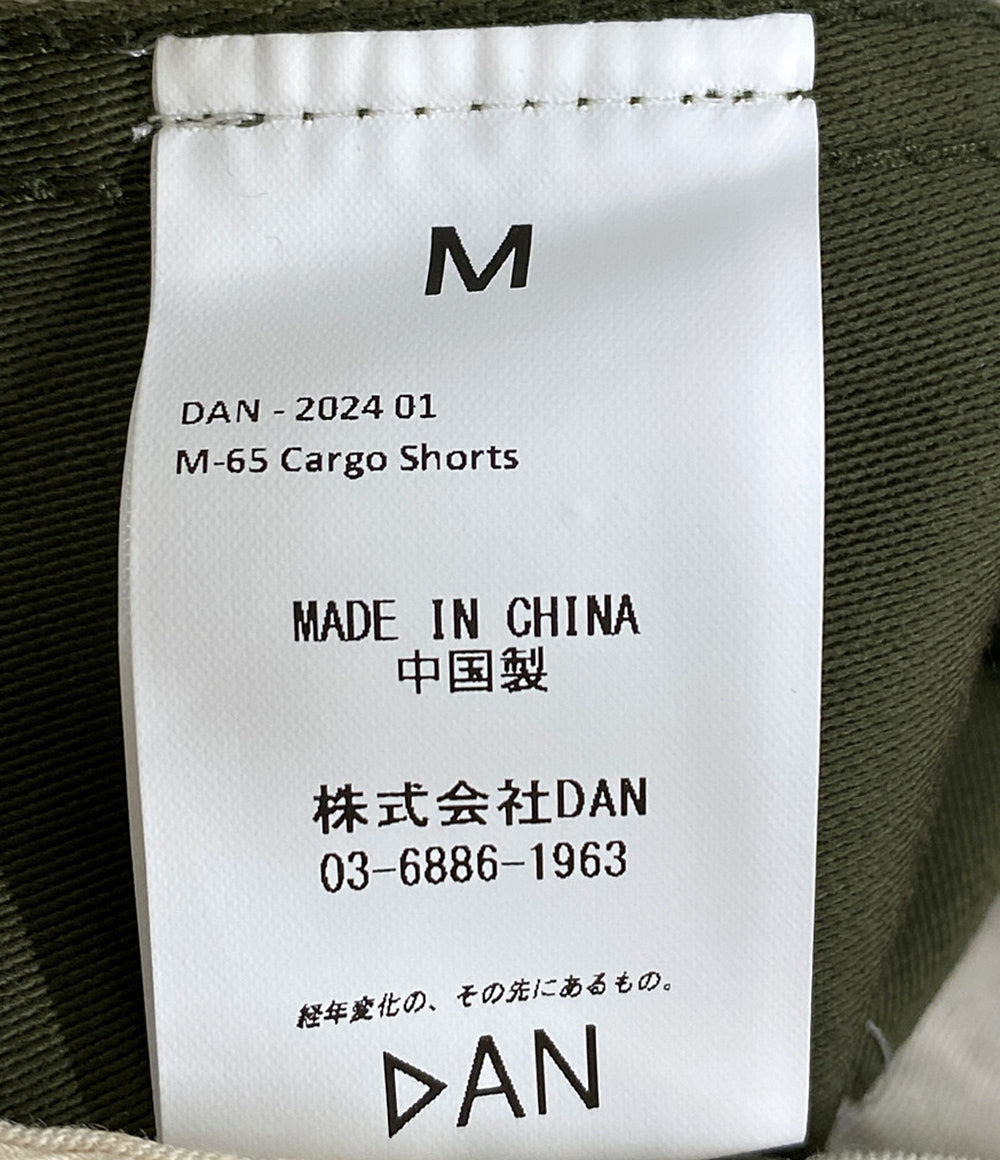 M
DAN - 2024 01
M-65 Cargo Shorts
MADE IN CHINA
中国製
株式会社DAN
03-6886-1963
経年変化の、その先にあるもの。
DAN